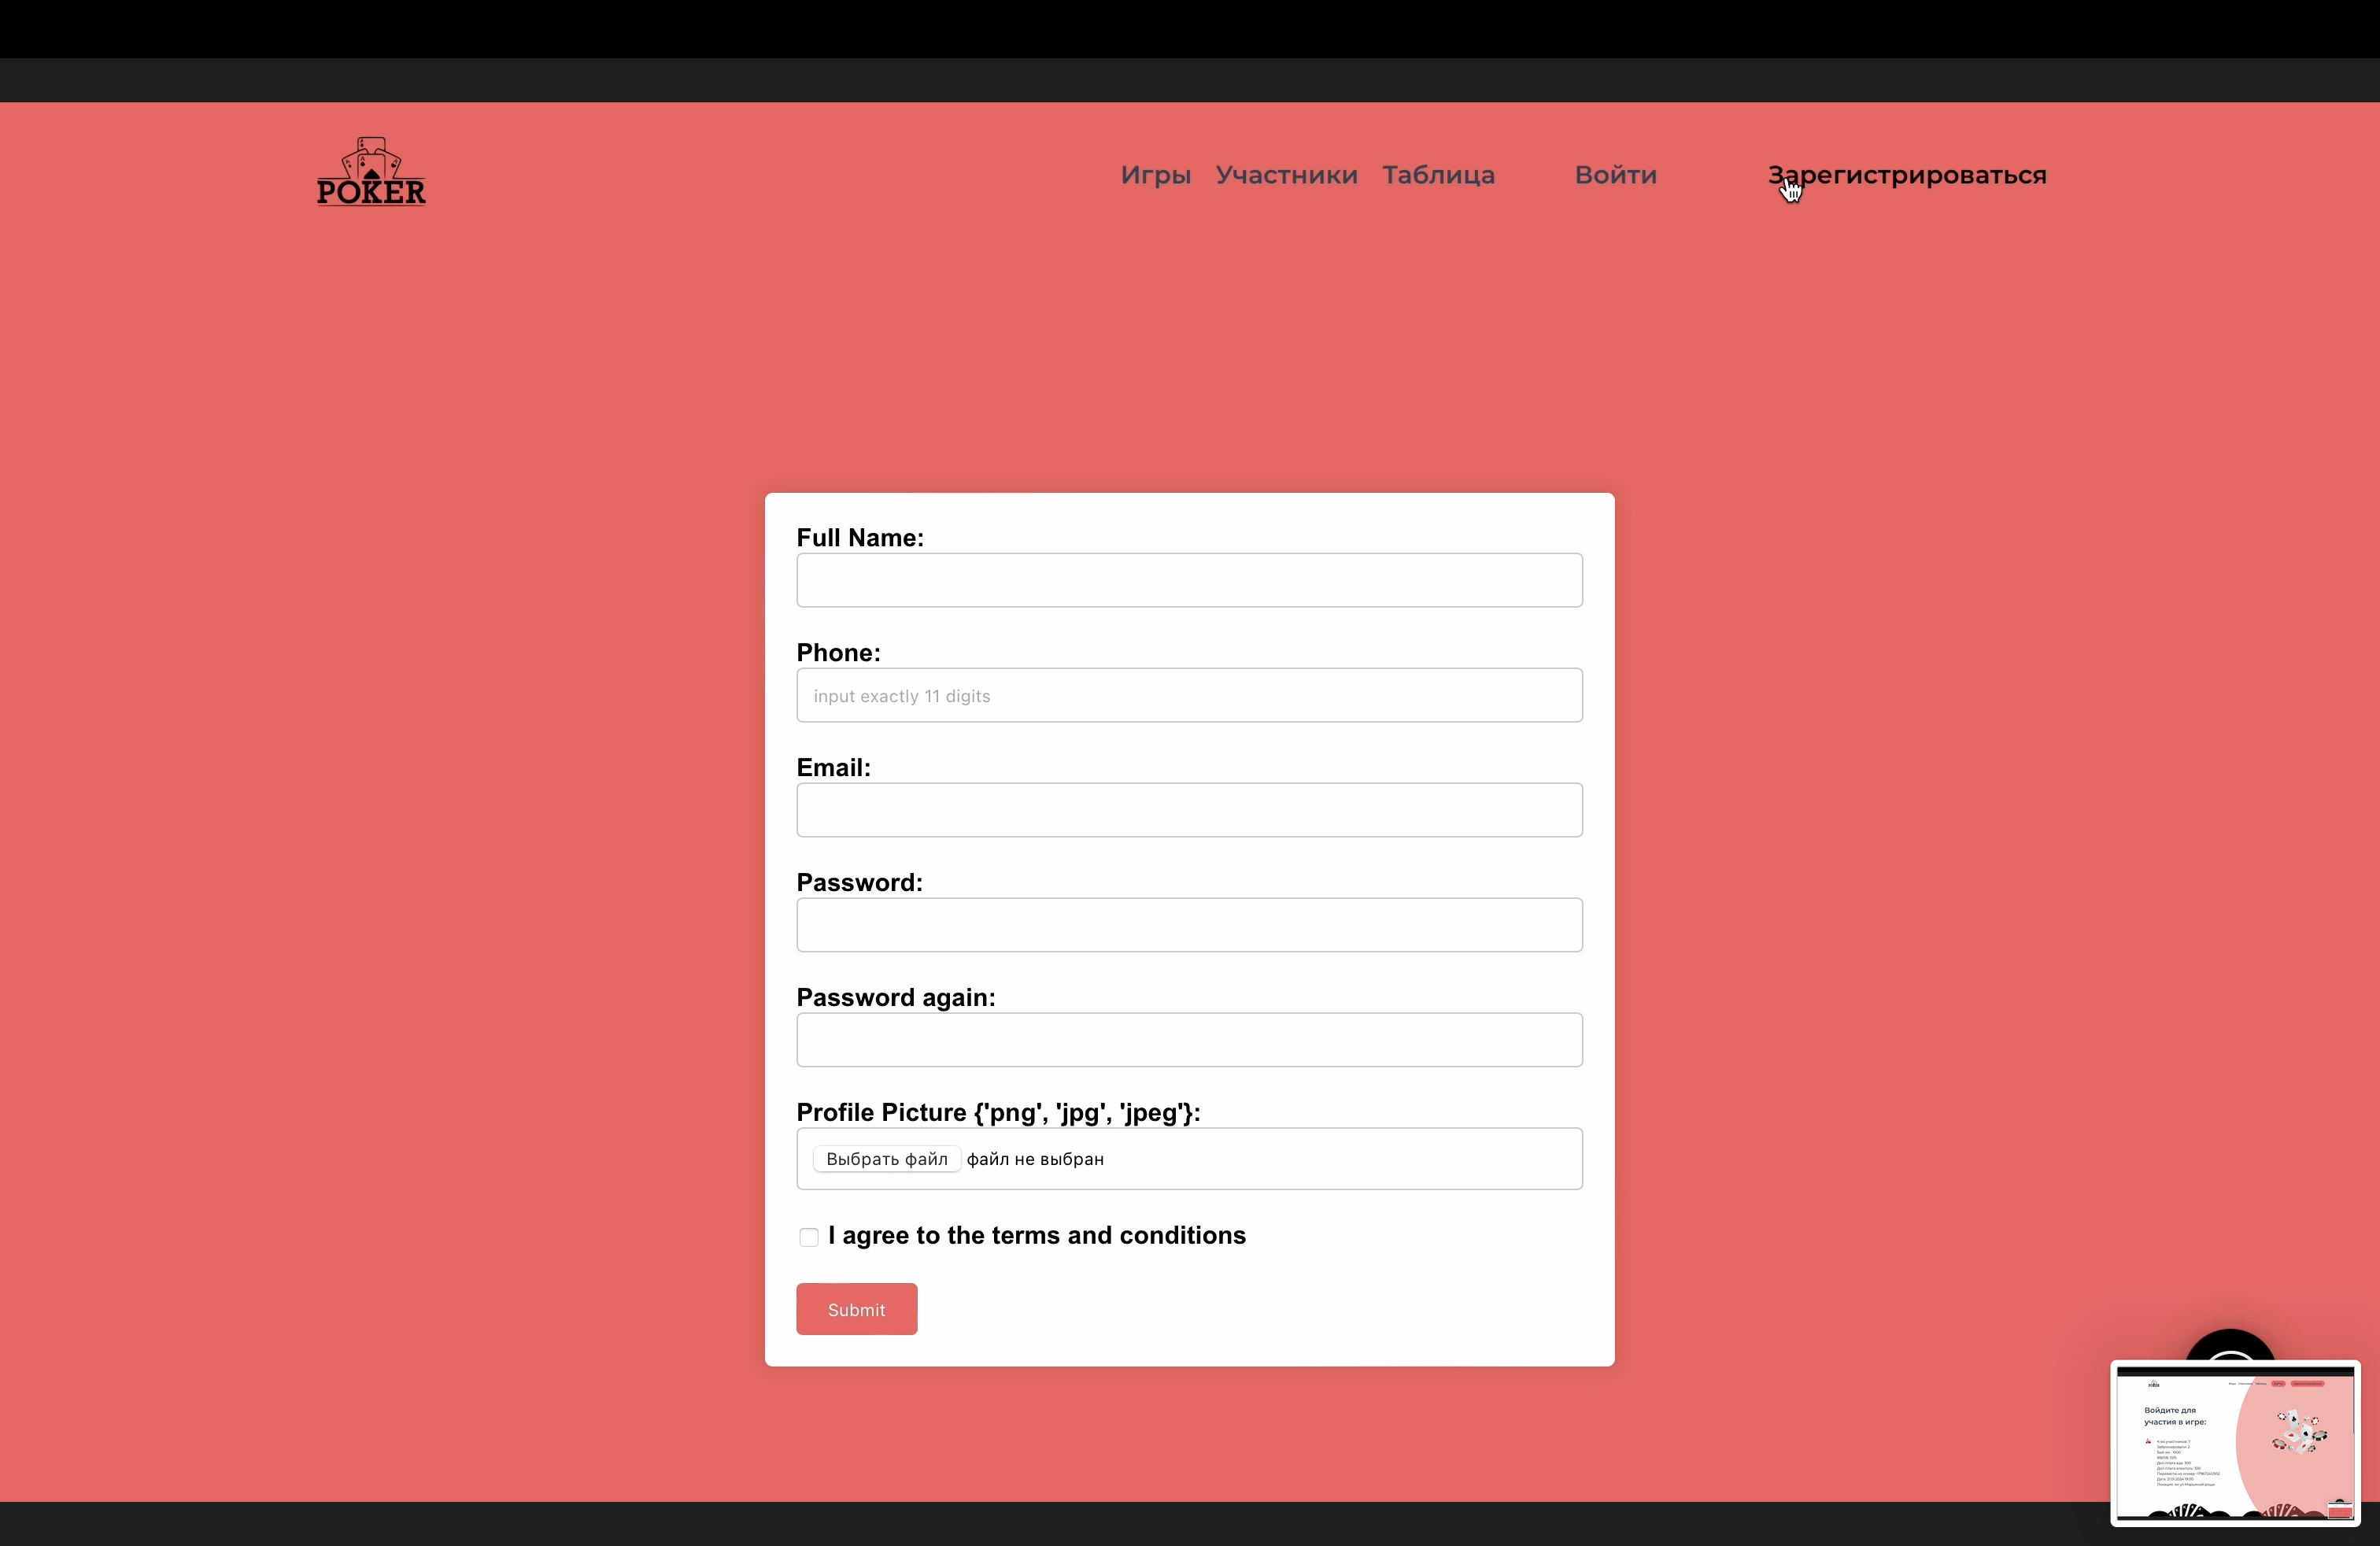 POKER
Игры Участники Таблица Войти Зарегистрироваться
Full Name:
Phone:
input exactly 11 digits
Email:
Password:
Password again:
Profile Picture {'png', 'jpg', 'jpeg'}:
Выбрать файл файл не выбран
I agree to the terms and conditions
Submit
Войдите для
участия в игре: